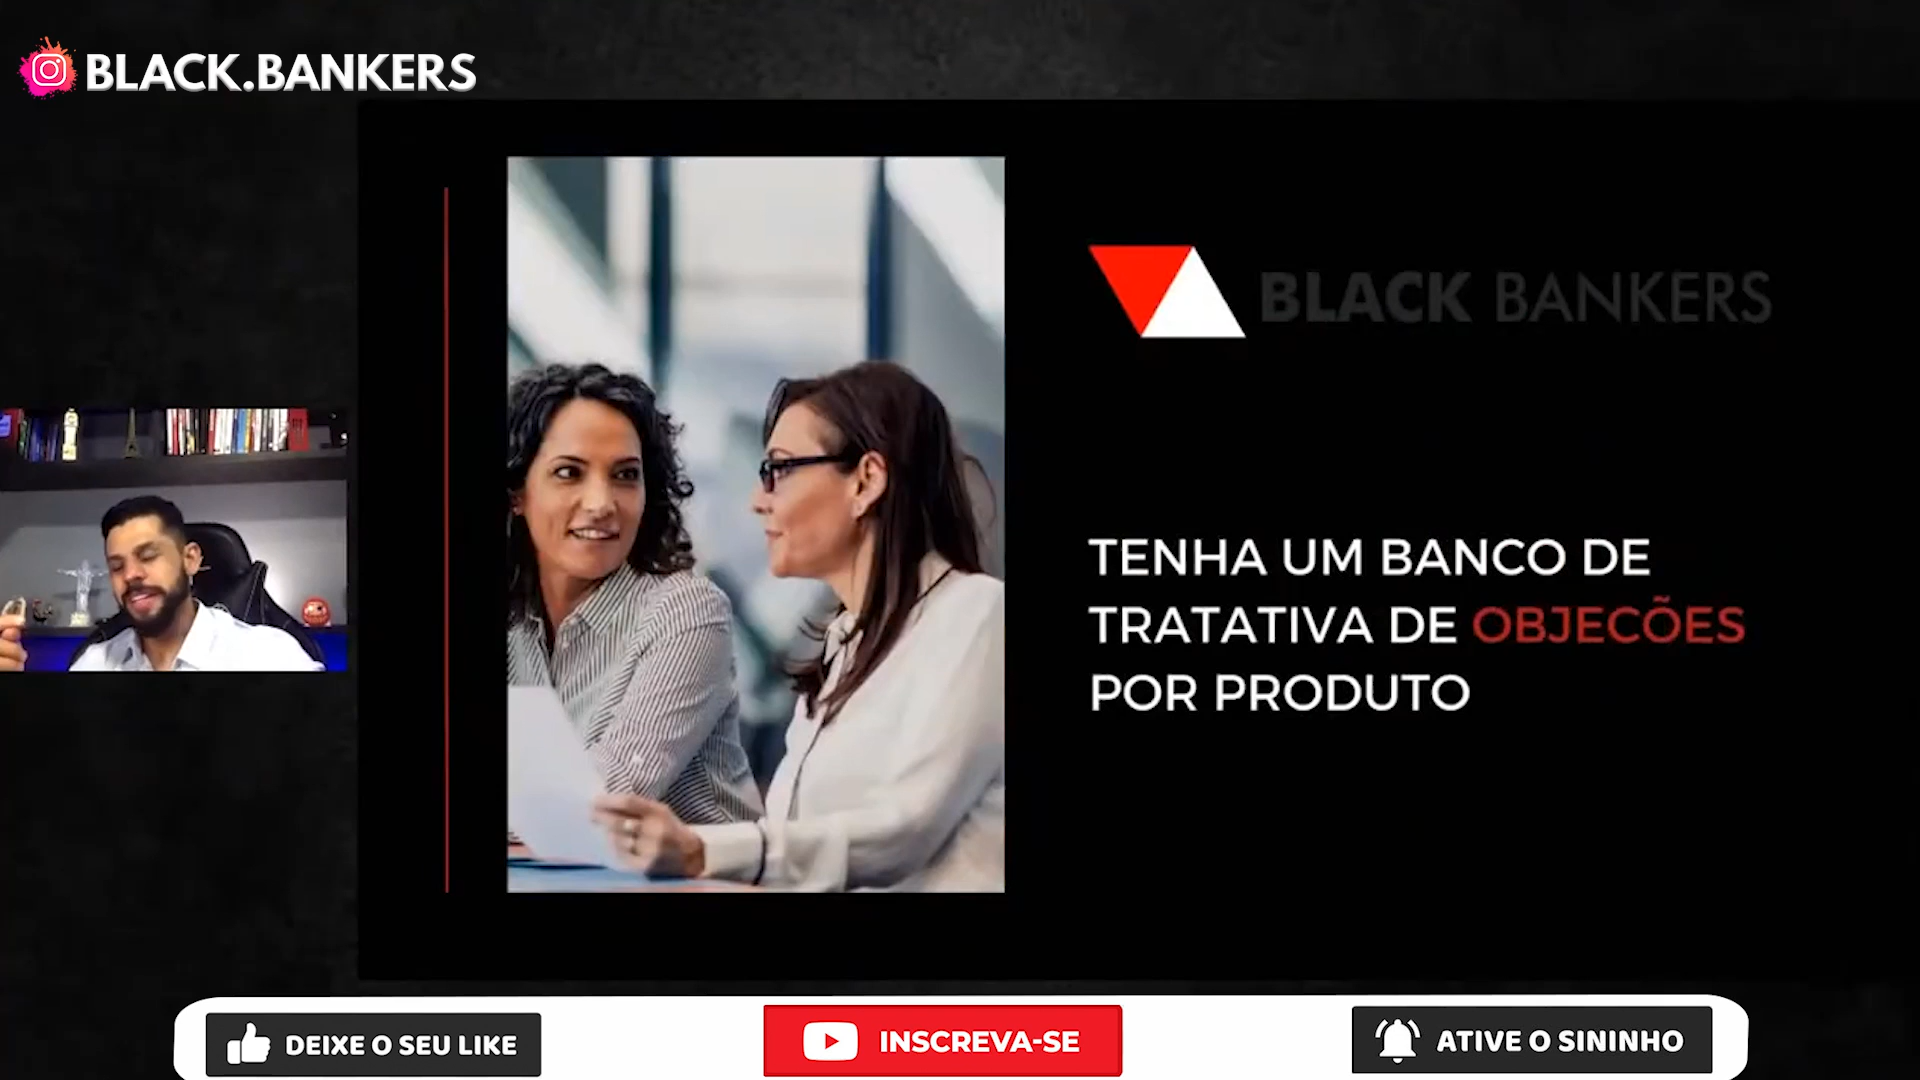 BLACK.BANKERS
BLACK BANKERS
TENHA UM BANCO DE
TRATATIVA DE OBJECÕES
POR PRODUTO
DEIXE O SEU LIKE
INSCREVA-SE
ATIVE O SININHO